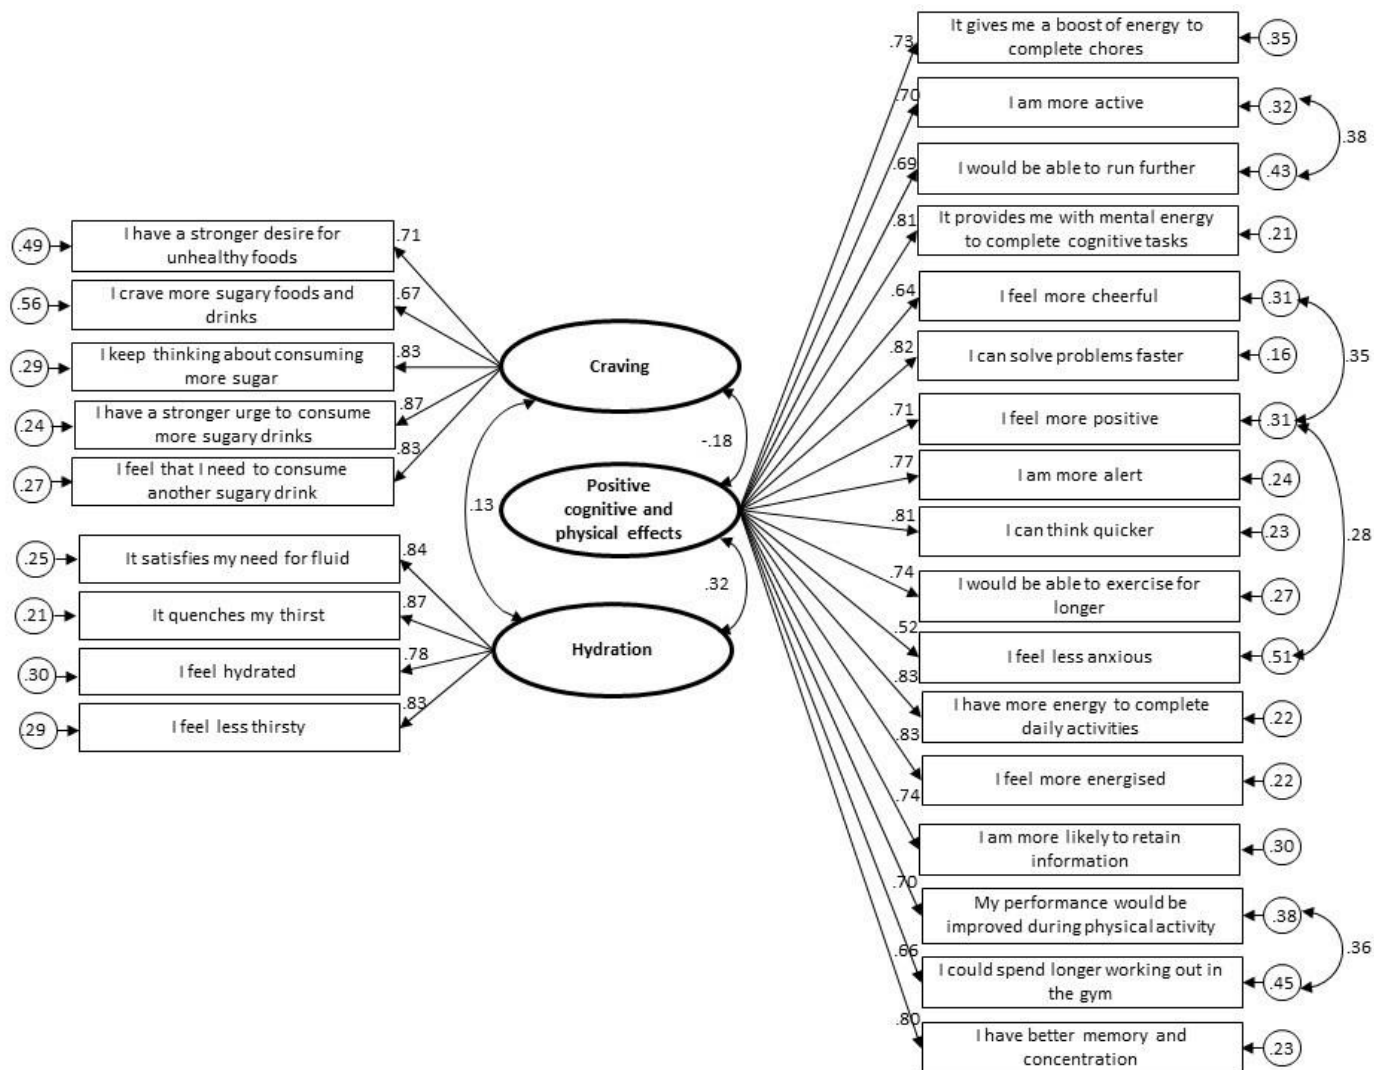 .49
I have a stronger desire for
unhealthy foods
.71
.56
I crave more sugary foods and
drinks
.67
.29
I keep thinking about consuming
more sugar
.83
.24
I have a stronger urge to consume
more sugary drinks
.87
.27
I feel that I need to consume
another sugary drink
.83
.25
It satisfies my need for fluid
.84
.21
It quenches my thirst
.87
.30
I feel hydrated
.78
.29
I feel less thirsty
.83
Craving
-.18
.13
Positive
cognitive and
physical effects
.32
Hydration
.73
It gives me a boost of energy to
complete chores
.35
.70
I am more active
.32
.38
.69
I would be able to run further
.43
.81
It provides me with mental energy
to complete cognitive tasks
.21
.64
I feel more cheerful
.31
.35
.82
I can solve problems faster
.16
.71
I feel more positive
.31
.77
I am more alert
.24
.81
I can think quicker
.23
.28
.74
I would be able to exercise for
longer
.27
.52
I feel less anxious
.51
.83
I have more energy to complete
daily activities
.22
.83
I feel more energised
.22
.74
I am more likely to retain
information
.30
.70
My performance would be
improved during physical activity
.38
.36
.66
I could spend longer working out in
the gym
.45
.80
I have better memory and
concentration
.23